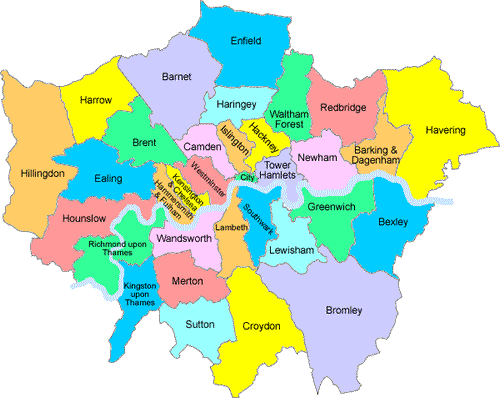 Enfield
Barnet
Harrow
Haringey
Waltham
Forest
Redbridge
Havering
Brent
Camden
Islington
Hackney
Hillingdon
Ealing
Westminster
Kensington
& Chelsea
Hammersmith
& Fulham
City
Tower
Hamlets
Newham
Barking &
Dagenham
Hounslow
Richmond upon
Thames
Wandsworth
Lambeth
Southwark
Lewisham
Greenwich
Bexley
Kingston
upon
Thames
Merton
Sutton
Croydon
Bromley